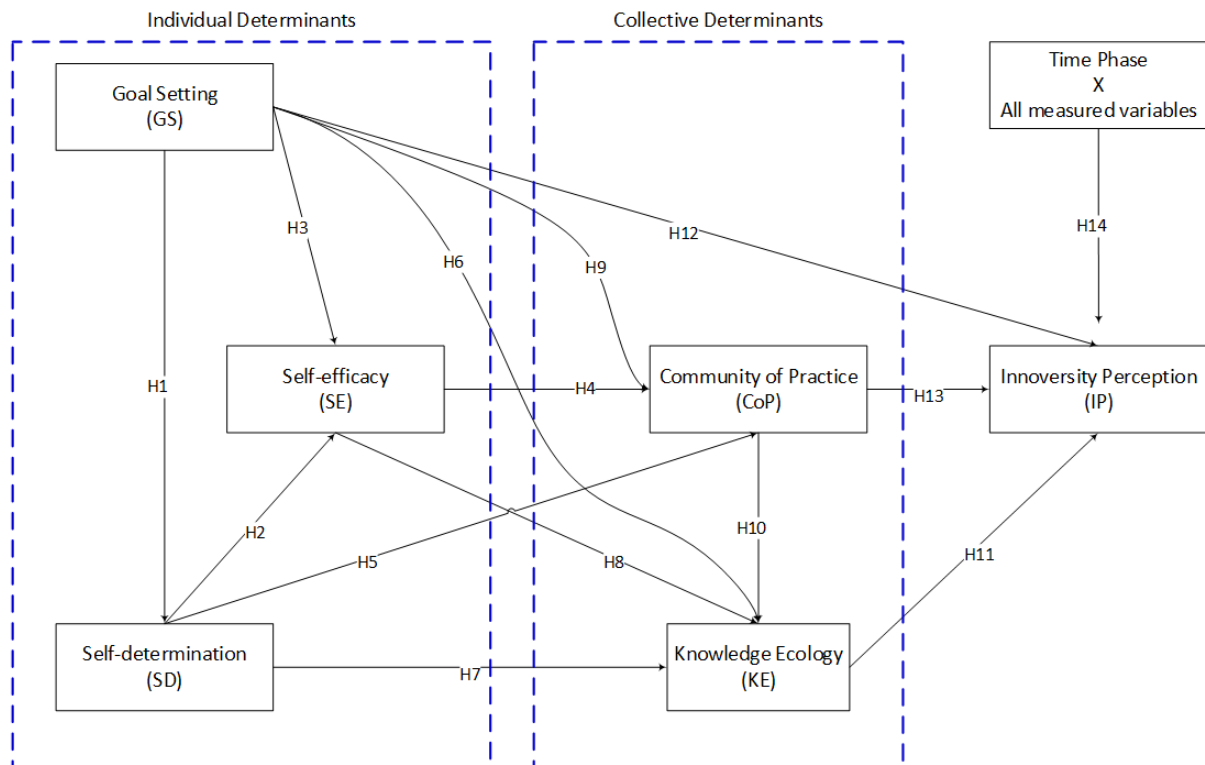 Individual Determinants
Collective Determinants
Goal Setting
(GS)
Time Phase
X
All measured variables
H3
H6
H9
H12
H14
H1
Self-efficacy
(SE)
H4
Community of Practice
(CoP)
H13
Innoversity Perception
(IP)
H2
H5
H8
H10
H11
Self-determination
(SD)
H7
Knowledge Ecology
(KE)